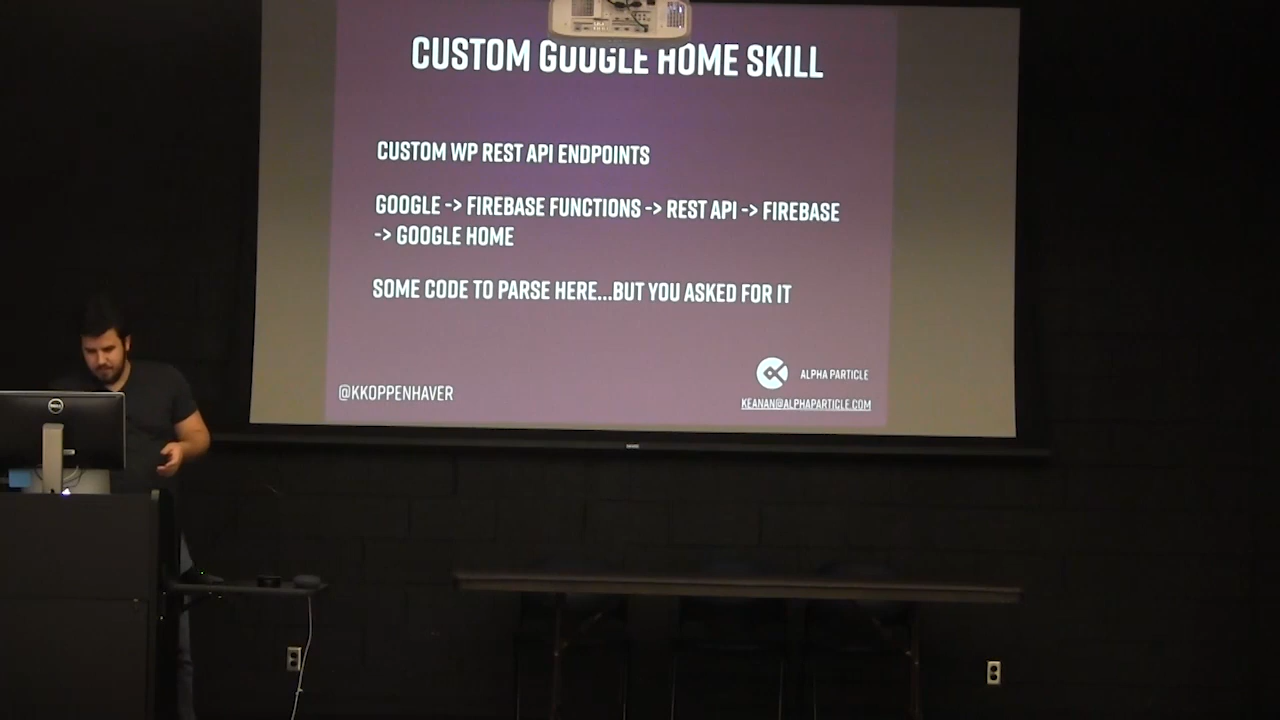 CUSTOM GOOGLE HOME SKILL
CUSTOM WP REST API ENDPOINTS
GOOGLE -> FIREBASE FUNCTIONS -> REST API -> FIREBASE
-> GOOGLE HOME
SOME CODE TO PARSE HERE...BUT YOU ASKED FOR IT
@KKOPPENHAVER
ALPHA PARTICLE
KEANAN@ALPHAPARTICLE.COM
DELL